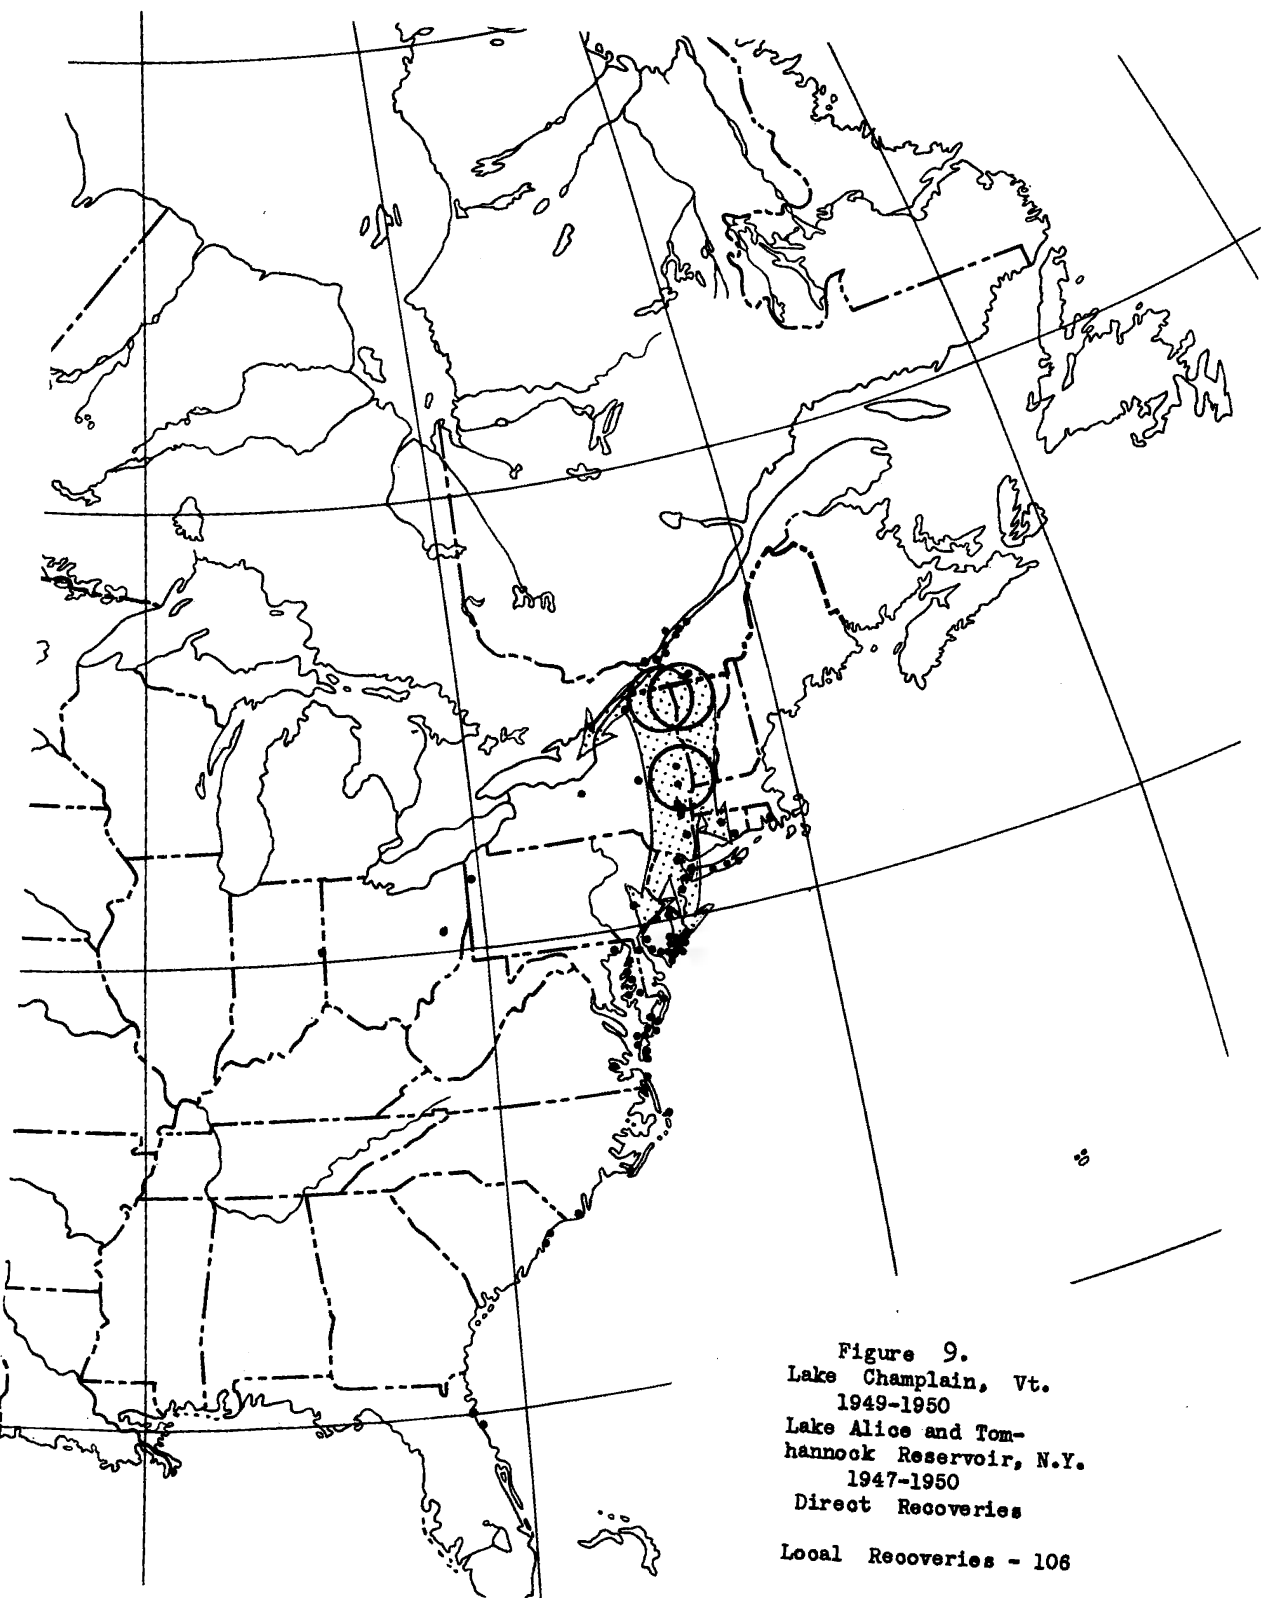 Figure 9.
Lake Champlain, Vt.
1949-1950
Lake Alice and Tom-
hannock Reservoir, N.Y.
1947-1950
Direct Recoveries
Local Recoveries - 106